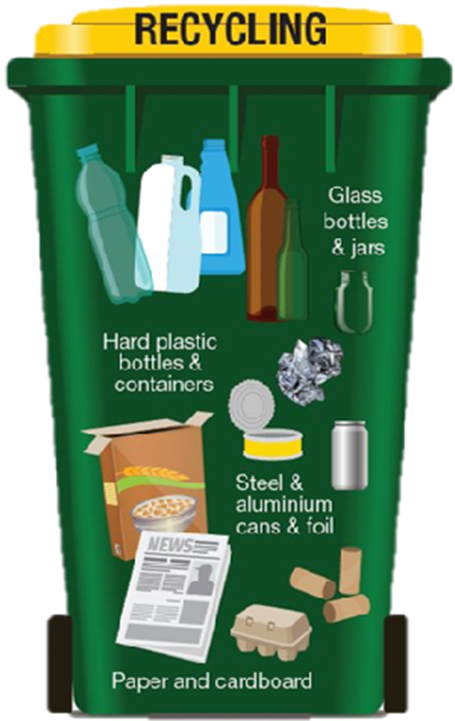 RECYCLING
Glass
bottles
& jars
Hard plastic
bottles &
containers
Steel &
aluminium
cans & foil
NEWS
Paper and cardboard